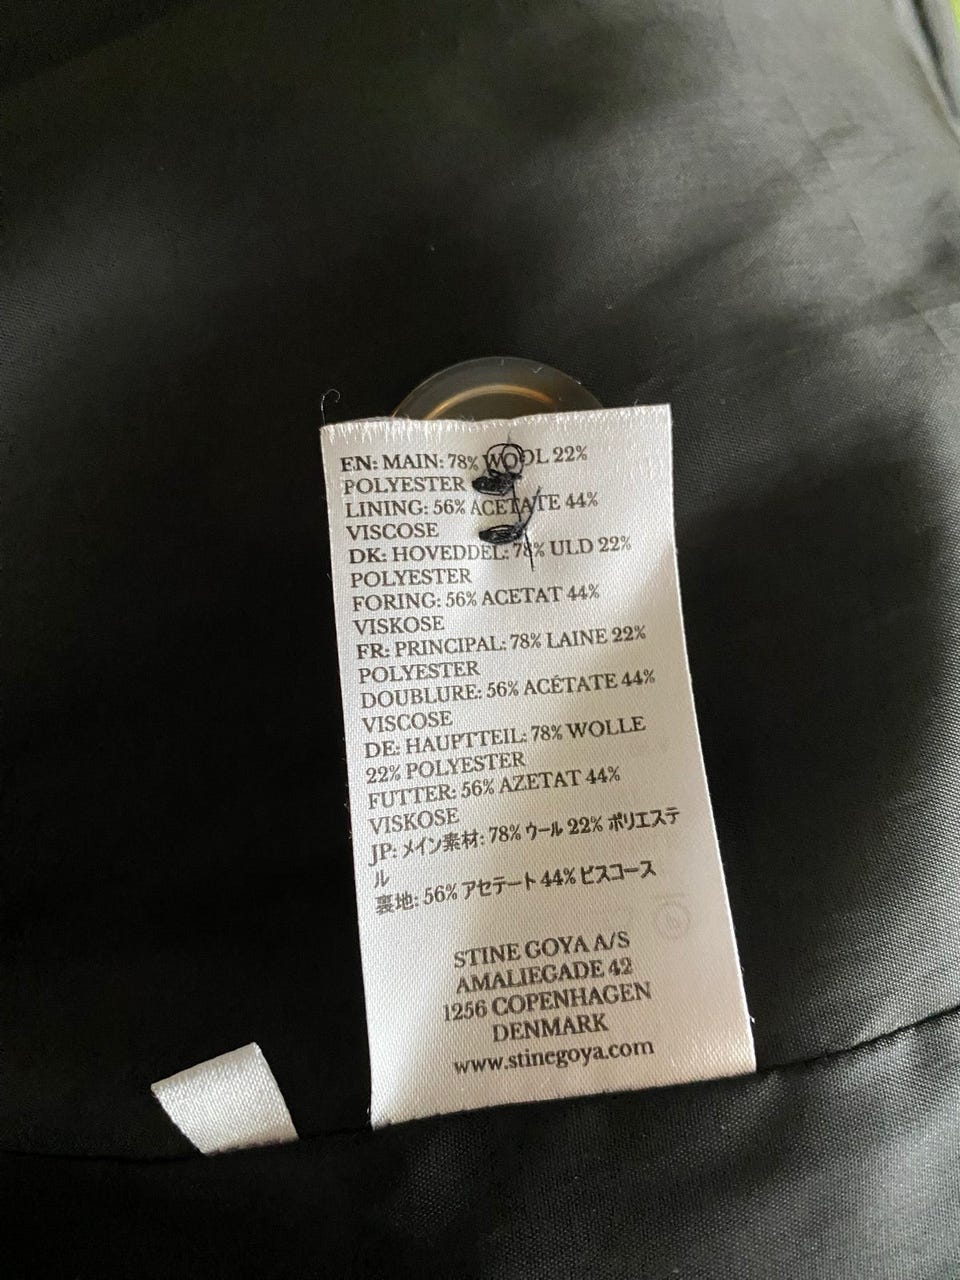 EN: MAIN: 78% WOOL 22%
POLYESTER
LINING: 56% ACETATE 44%
VISCOSE
DK: HOVEDDEL: 78% ULD 22%
POLYESTER
FORING: 56% ACETAT 44%
VISKOSE
FR: PRINCIPAL: 78% LAINE 22%
POLYESTER
DOUBLURE: 56% ACÉTATE 44%
VISCOSE
DE: HAUPTTEIL: 78% WOLLE
22% POLYESTER
FUTTER: 56% AZETAT 44%
VISKOSE
JP: メイン素材: 78% ウール 22% ポリエステ
ル
裏地: 56% アセテート 44% ビスコース
STINE GOYA A/S
AMALIEGADE 42
1256 COPENHAGEN
DENMARK
www.stinegoya.com